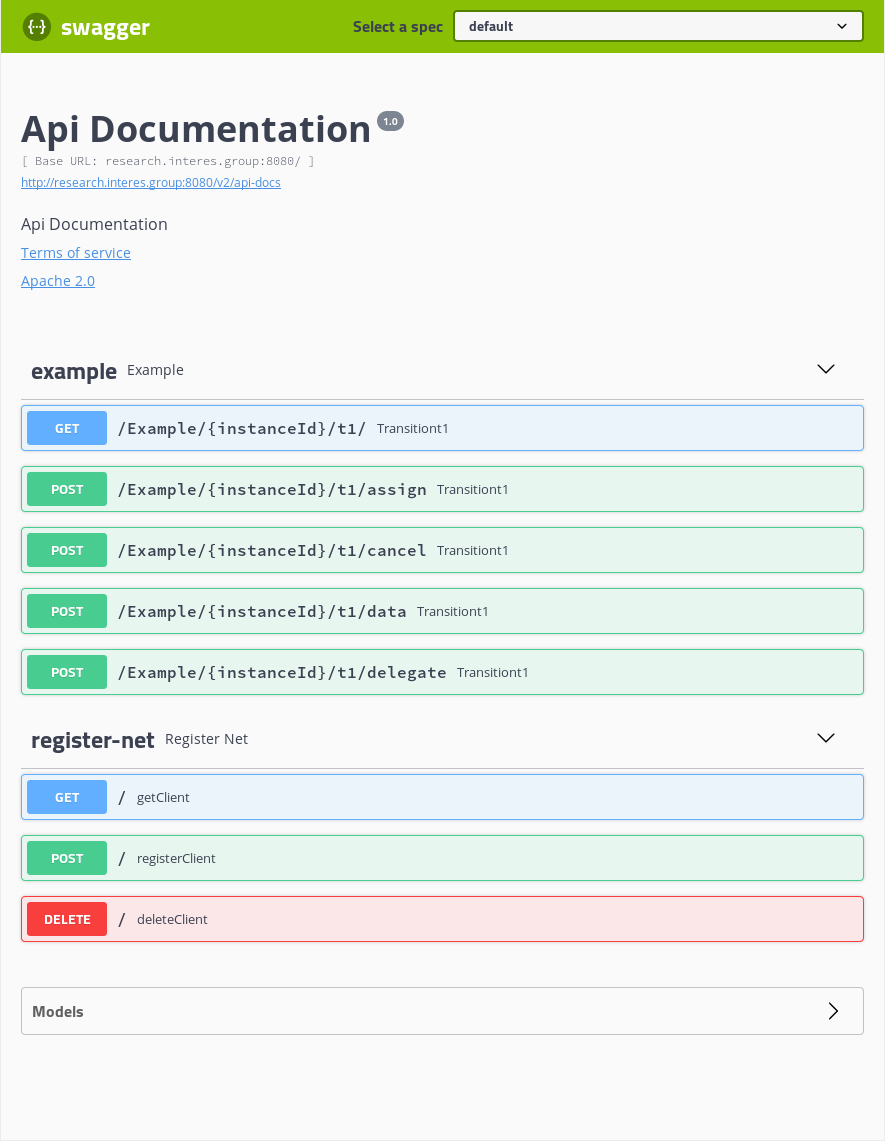 {···} swagger Select a spec default
Api Documentation 1.0
[ Base URL: research.interes.group:8080/ ]
http://research.interes.group:8080/v2/api-docs
Api Documentation
Terms of service
Apache 2.0
example Example
GET /Example/{instanceId}/t1/ Transitiont1
POST /Example/{instanceId}/t1/assign Transitiont1
POST /Example/{instanceId}/t1/cancel Transitiont1
POST /Example/{instanceId}/t1/data Transitiont1
POST /Example/{instanceId}/t1/delegate Transitiont1
register-net Register Net
GET / getClient
POST / registerClient
DELETE / deleteClient
Models